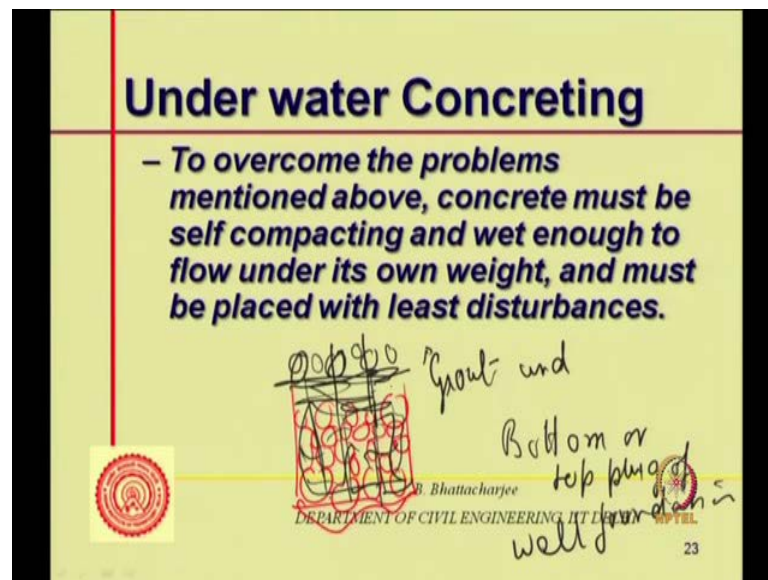 Under water Concreting
– To overcome the problems
mentioned above, concrete must be
self compacting and wet enough to
flow under its own weight, and must
be placed with least disturbances.
Grout und
Bottom or
top plug of
well foundation
B. Bhattacharjee
DEPARTMENT OF CIVIL ENGINEERING, IIT DELHI
NPTEL
23